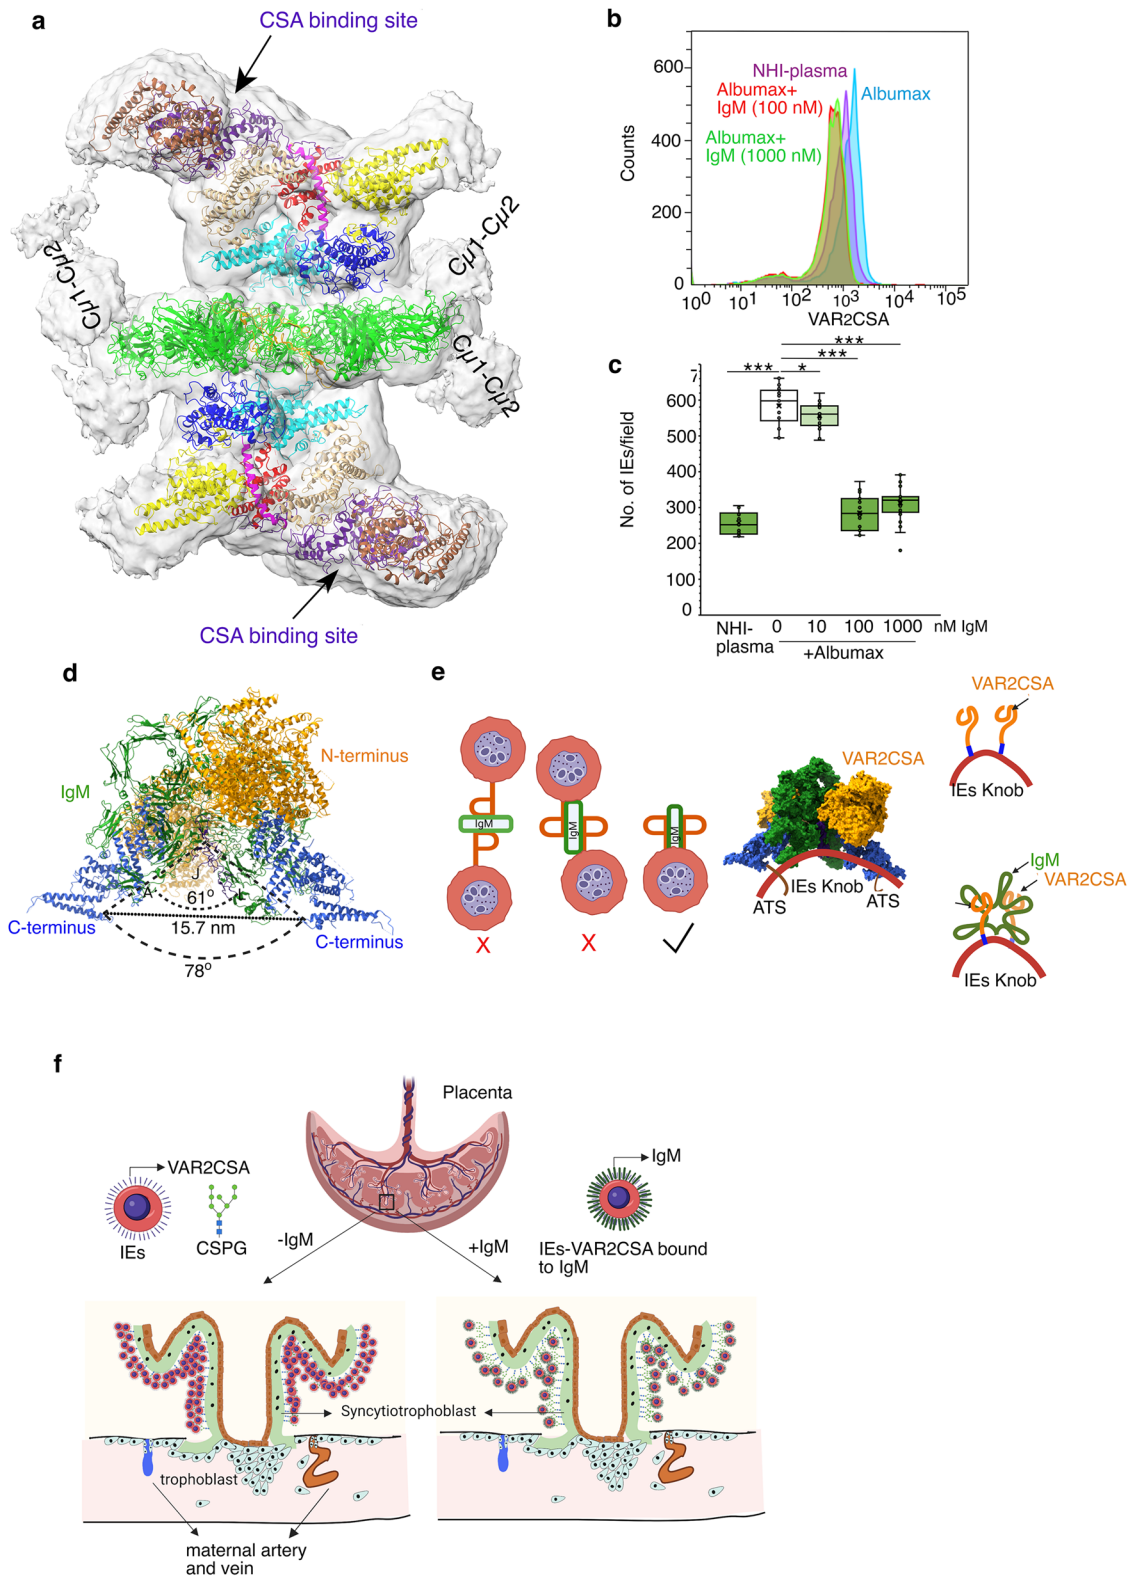 a
CSA binding site
Cμ1-Cμ2
Cμ1-Cμ2
Cμ1-Cμ2
CSA binding site
b
600
400
200
0
Counts
NHI-plasma
Albumax+
IgM (100 nM)
Albumax
Albumax+
IgM (1000 nM)
10⁰ 10¹ 10² 10³ 10⁴ 10⁵
VAR2CSA
c
***
***
*** *
7
600
500
400
300
200
100
0
No. of IEs/field
NHI-
plasma
0 10 100 1000 nM IgM
+Albumax
d
IgM
N-terminus
A
J
L
61°
15.7 nm
78°
C-terminus
C-terminus
e
IgM
IgM
IgM
X
X
VAR2CSA
IEs Knob
ATS
ATS
VAR2CSA
IEs Knob
IgM
VAR2CSA
IEs Knob
f
Placenta
VAR2CSA
IEs
CSPG
-IgM
+IgM
IgM
IEs-VAR2CSA bound
to IgM
Syncytiotrophoblast
trophoblast
maternal artery
and vein